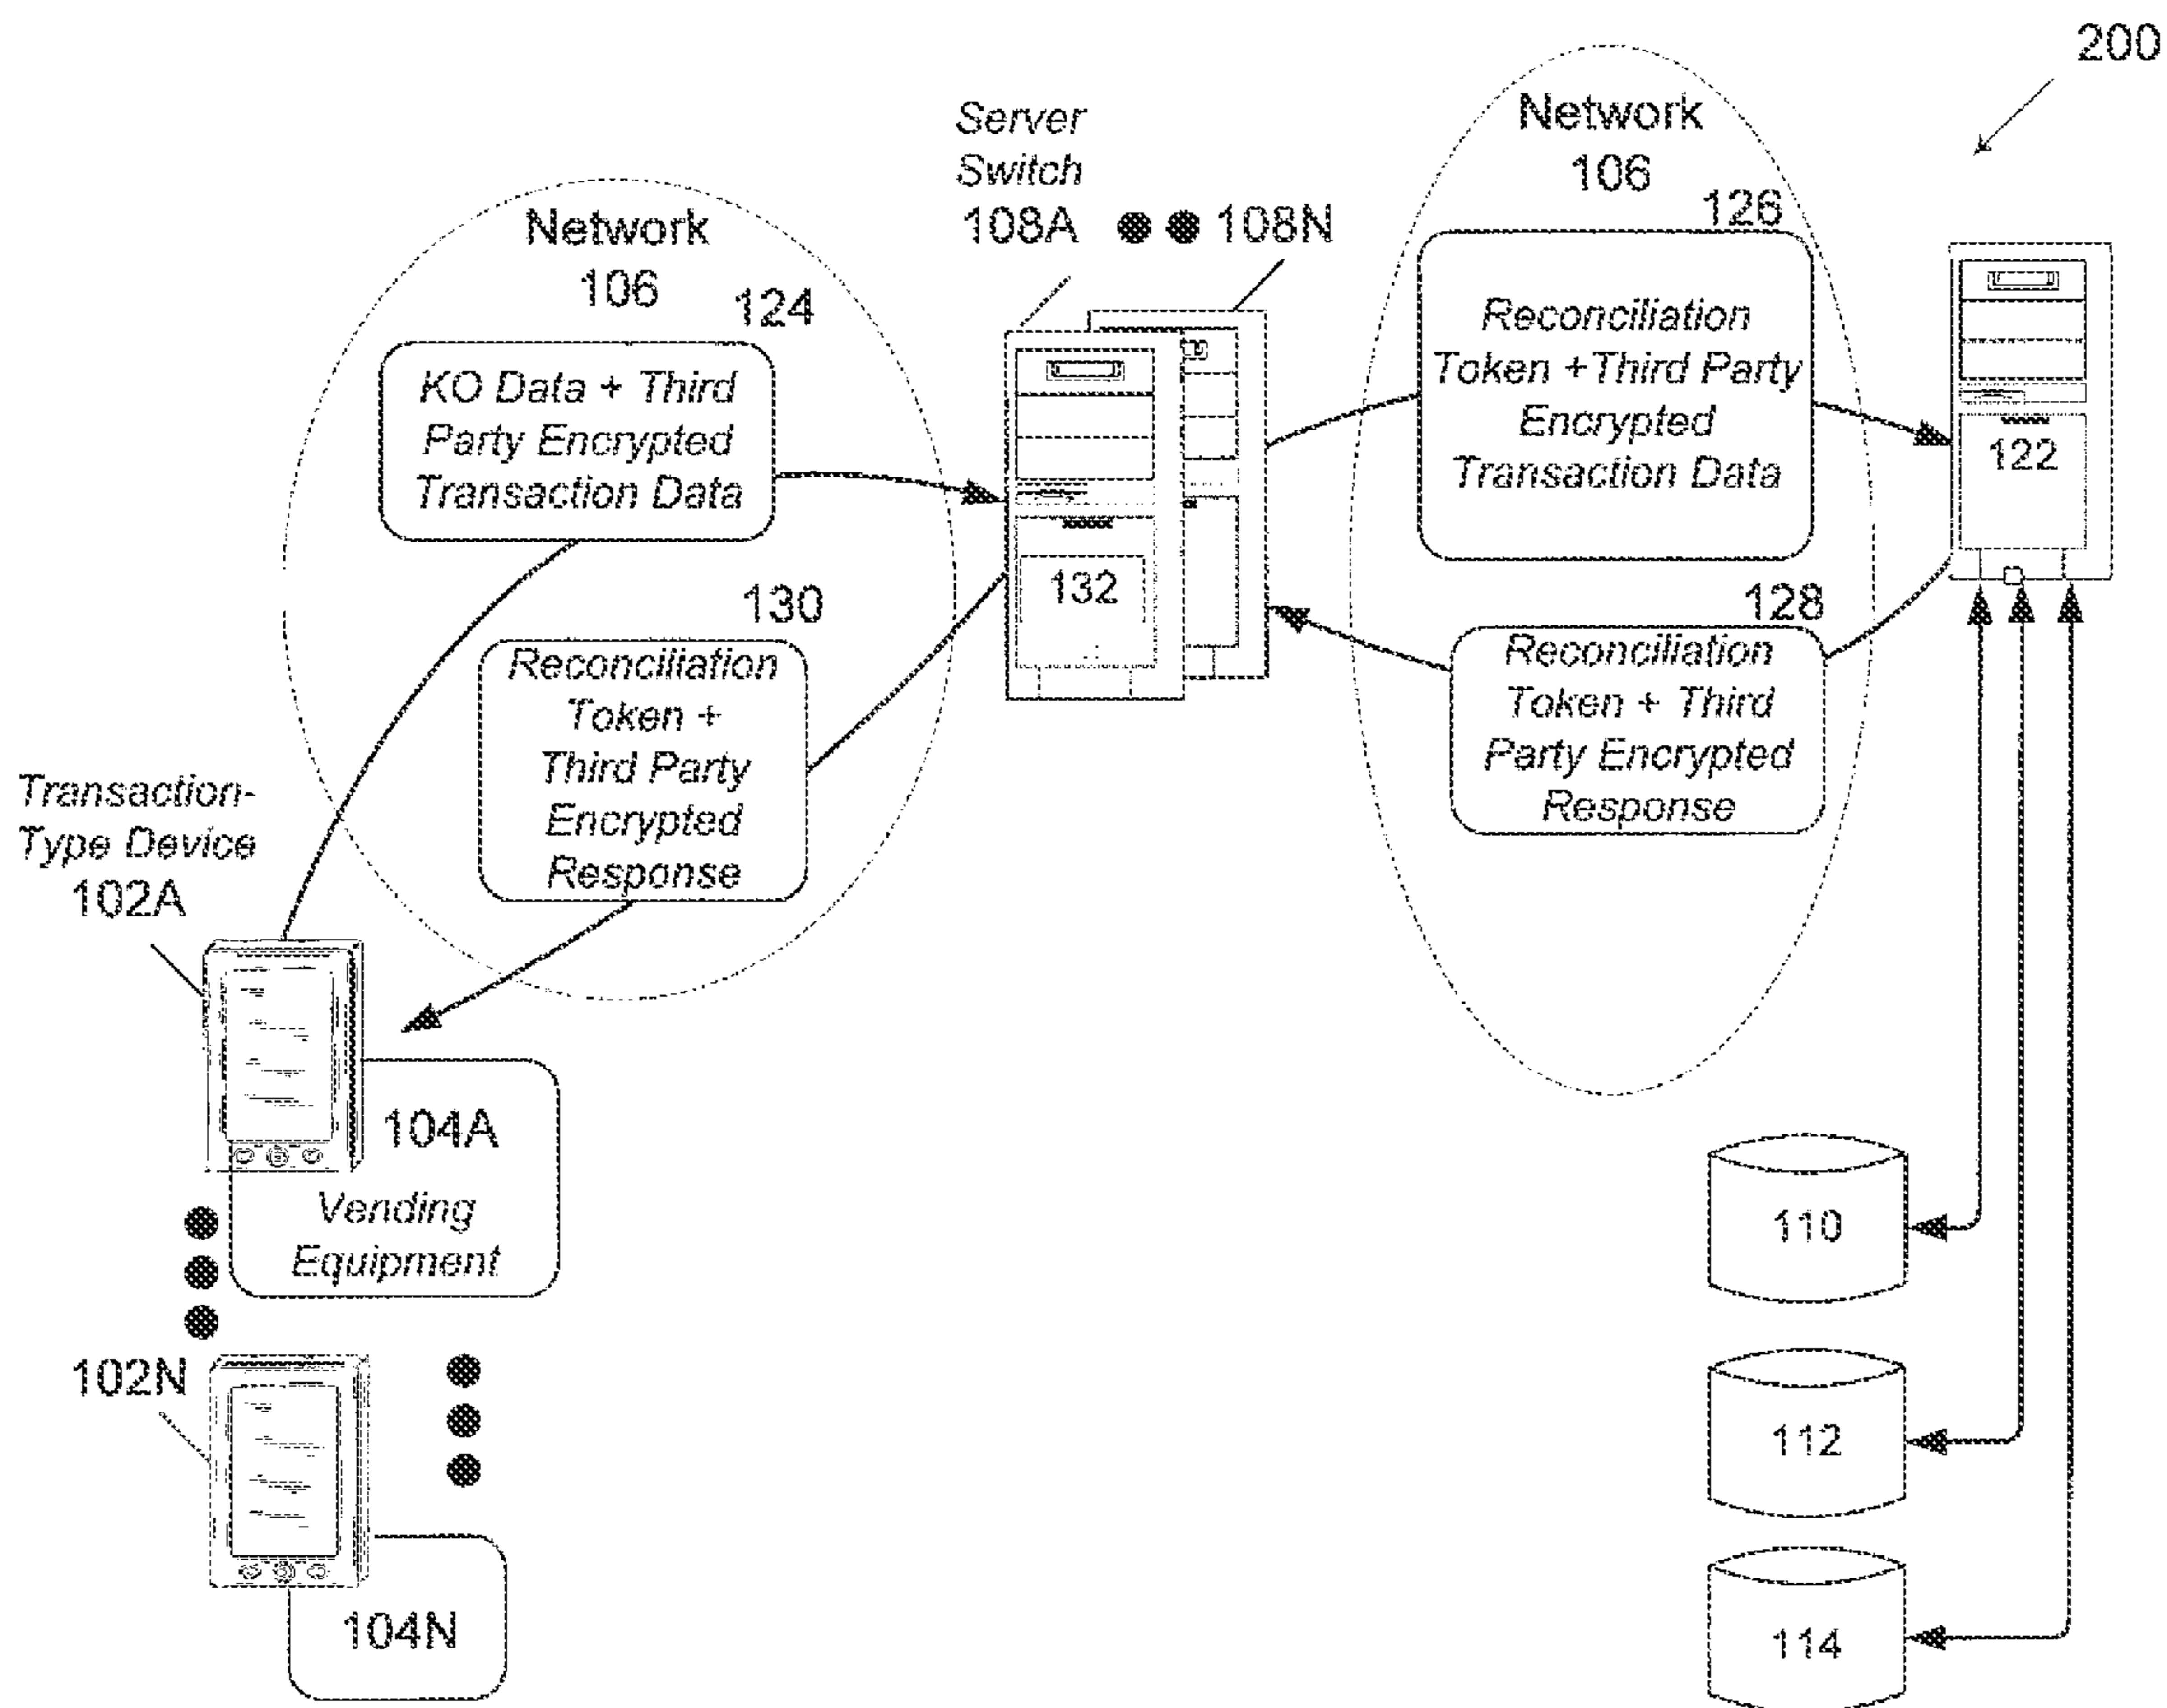 200
Network
106
126
Reconciliation
Token +Third Party
Encrypted
Transaction Data
Server
Switch
108A 108N
Network
106
124
KO Data + Third
Party Encrypted
Transaction Data
122
132
130
Reconciliation
Token +
Third Party
Encrypted
Response
128
Reconciliation
Token + Third
Party Encrypted
Response
Transaction-
Type Device
102A
104A
Vending
Equipment
102N
104N
110
112
114